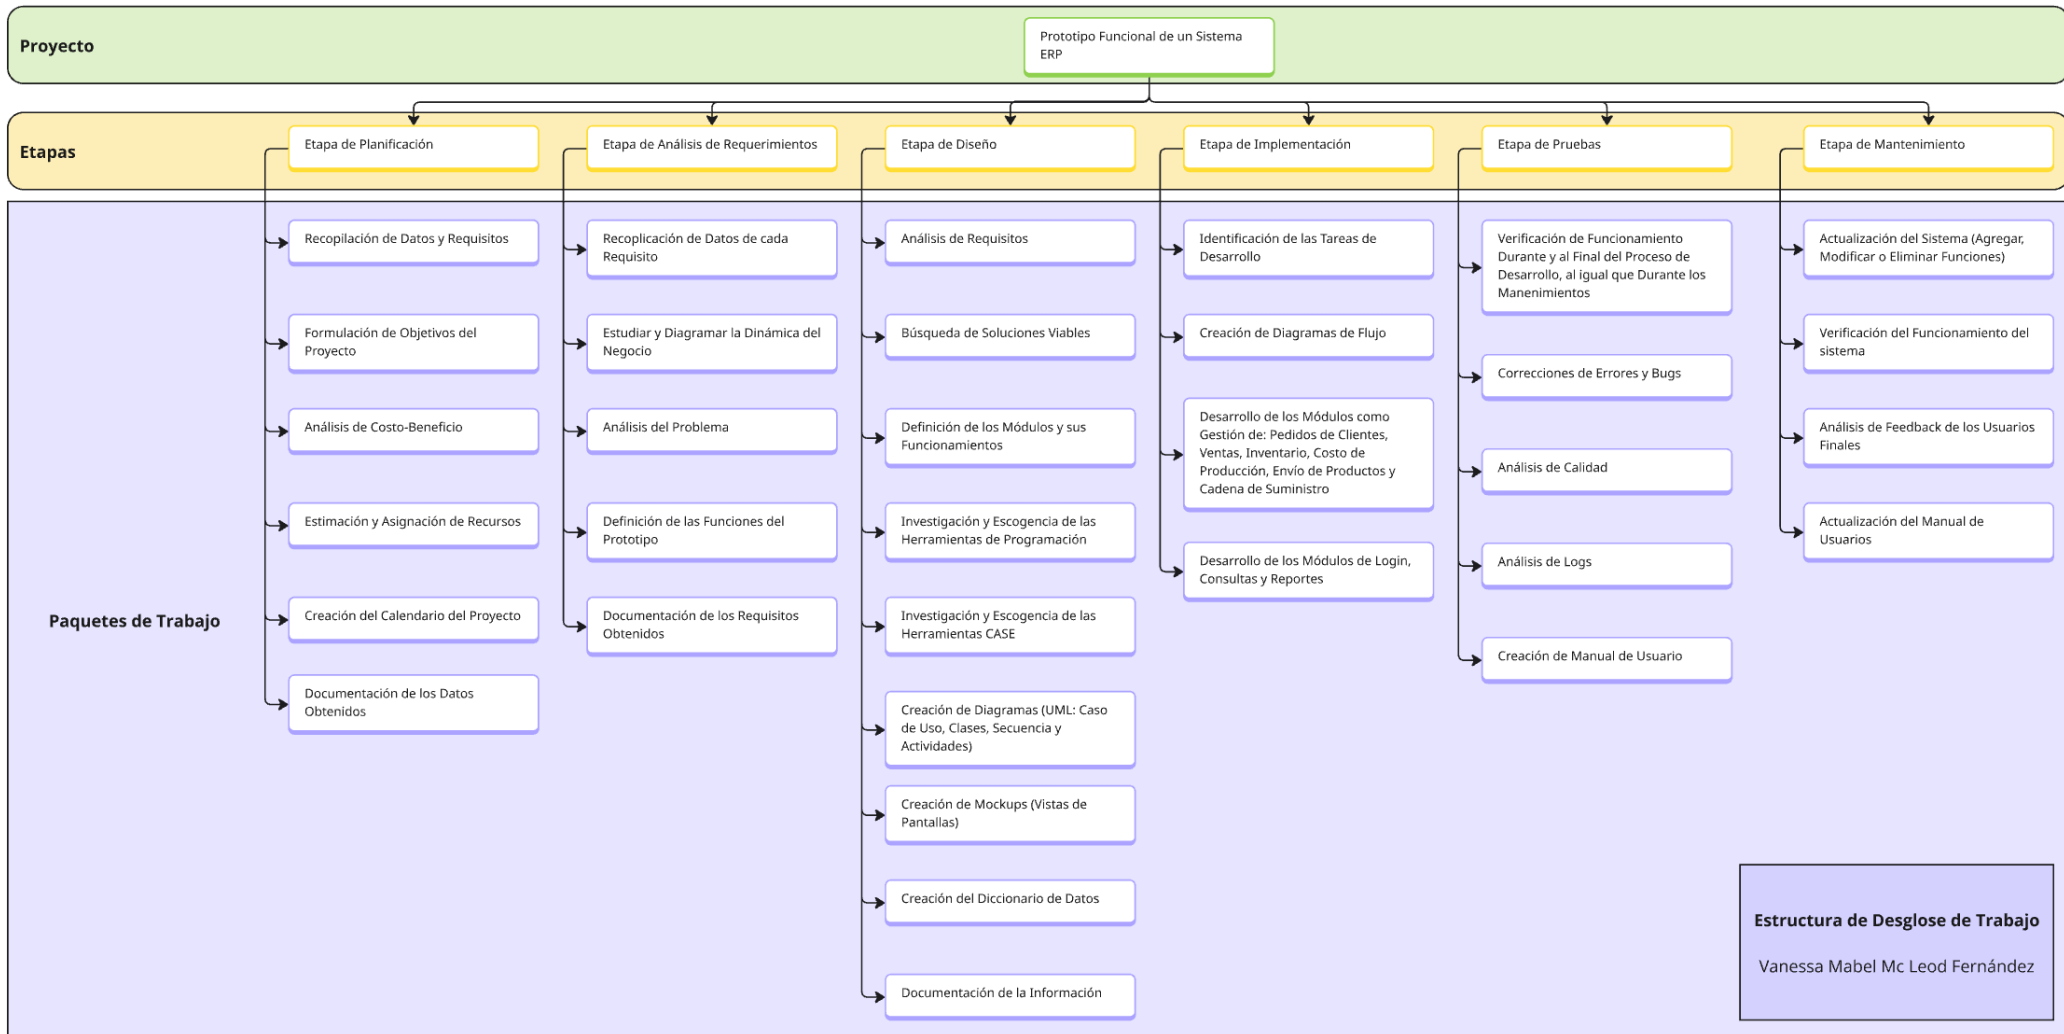 Proyecto
Prototipo Funcional de un Sistema
ERP
Etapas
Etapa de Planificación
Etapa de Análisis de Requerimientos
Etapa de Diseño
Etapa de Implementación
Etapa de Pruebas
Etapa de Mantenimiento
Paquetes de Trabajo
Recopilación de Datos y Requisitos
Formulación de Objetivos del
Proyecto
Análisis de Costo-Beneficio
Estimación y Asignación de Recursos
Creación del Calendario del Proyecto
Documentación de los Datos
Obtenidos
Recoplicación de Datos de cada
Requisito
Estudiar y Diagramar la Dinámica del
Negocio
Análisis del Problema
Definición de las Funciones del
Prototipo
Documentación de los Requisitos
Obtenidos
Análisis de Requisitos
Búsqueda de Soluciones Viables
Definición de los Módulos y sus
Funcionamientos
Investigación y Escogencia de las
Herramientas de Programación
Investigación y Escogencia de las
Herramientas CASE
Creación de Diagramas (UML: Caso
de Uso, Clases, Secuencia y
Actividades)
Creación de Mockups (Vistas de
Pantallas)
Creación del Diccionario de Datos
Documentación de la Información
Identificación de las Tareas de
Desarrollo
Creación de Diagramas de Flujo
Desarrollo de los Módulos como
Gestión de: Pedidos de Clientes,
Ventas, Inventario, Costo de
Producción, Envío de Productos y
Cadena de Suministro
Desarrollo de los Módulos de Login,
Consultas y Reportes
Verificación de Funcionamiento
Durante y al Final del Proceso de
Desarrollo, al igual que Durante los
Manenimientos
Correcciones de Errores y Bugs
Análisis de Calidad
Análisis de Logs
Creación de Manual de Usuario
Actualización del Sistema (Agregar,
Modificar o Eliminar Funciones)
Verificación del Funcionamiento del
sistema
Análisis de Feedback de los Usuarios
Finales
Actualización del Manual de
Usuarios
Estructura de Desglose de Trabajo
Vanessa Mabel Mc Leod Fernández